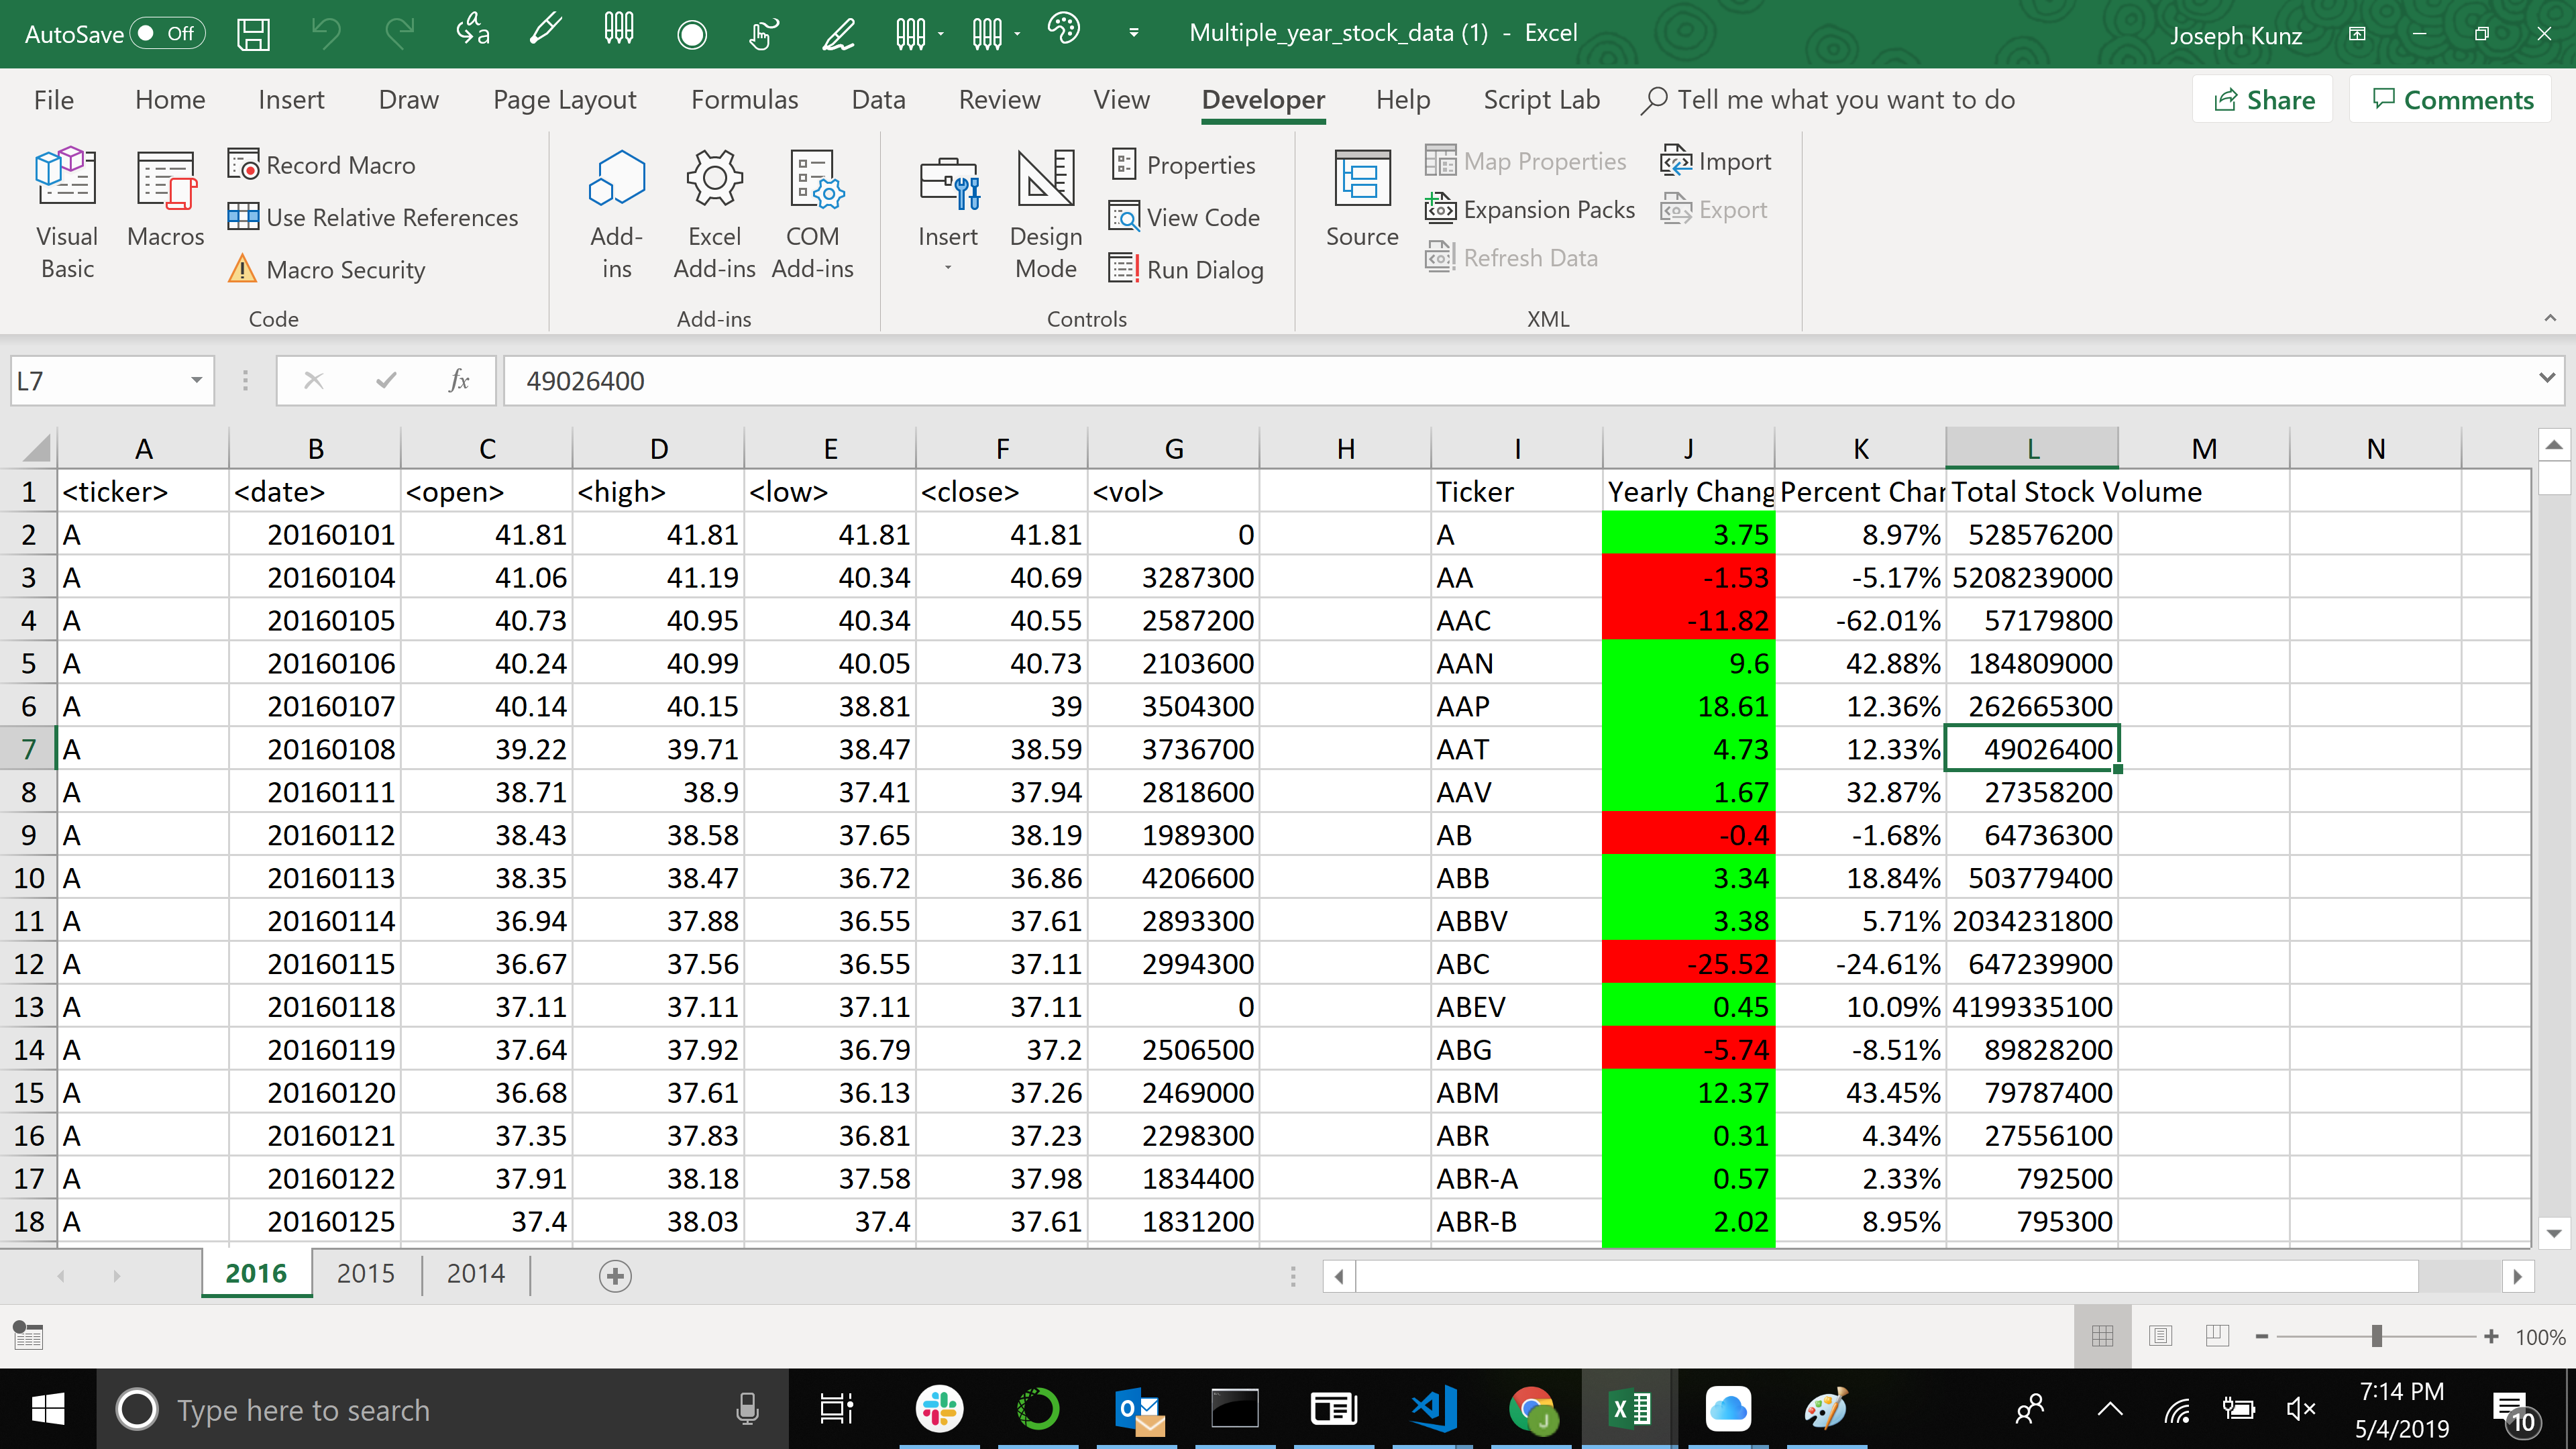 AutoSave Off Multiple_year_stock_data (1) - Excel Joseph Kunz
File Home Insert Draw Page Layout Formulas Data Review View Developer Help Script Lab Tell me what you want to do Share Comments
Visual Basic
Macros
Record Macro
Use Relative References
Macro Security
Code
Add-ins
Excel Add-ins
COM Add-ins
Add-ins
Insert
Design Mode
Properties
View Code
Run Dialog
Controls
Source
Map Properties
Expansion Packs
Refresh Data
Import
Export
XML
L7 fx 49026400
A B C D E F G H I J K L M N
1 <ticker> <date> <open> <high> <low> <close> <vol> Ticker Yearly Chang Percent Char Total Stock Volume
2 A 20160101 41.81 41.81 41.81 41.81 0 A 3.75 8.97% 528576200
3 A 20160104 41.06 41.19 40.34 40.69 3287300 AA -1.53 -5.17% 5208239000
4 A 20160105 40.73 40.95 40.34 40.55 2587200 AAC -11.82 -62.01% 57179800
5 A 20160106 40.24 40.99 40.05 40.73 2103600 AAN 9.6 42.88% 184809000
6 A 20160107 40.14 40.15 38.81 39 3504300 AAP 18.61 12.36% 262665300
7 A 20160108 39.22 39.71 38.47 38.59 3736700 AAT 4.73 12.33% 49026400
8 A 20160111 38.71 38.9 37.41 37.94 2818600 AAV 1.67 32.87% 27358200
9 A 20160112 38.43 38.58 37.65 38.19 1989300 AB -0.4 -1.68% 64736300
10 A 20160113 38.35 38.47 36.72 36.86 4206600 ABB 3.34 18.84% 503779400
11 A 20160114 36.94 37.88 36.55 37.61 2893300 ABBV 3.38 5.71% 2034231800
12 A 20160115 36.67 37.56 36.55 37.11 2994300 ABC -25.52 -24.61% 647239900
13 A 20160118 37.11 37.11 37.11 37.11 0 ABEV 0.45 10.09% 4199335100
14 A 20160119 37.64 37.92 36.79 37.2 2506500 ABG -5.74 -8.51% 89828200
15 A 20160120 36.68 37.61 36.13 37.26 2469000 ABM 12.37 43.45% 79787400
16 A 20160121 37.35 37.83 36.81 37.23 2298300 ABR 0.31 4.34% 27556100
17 A 20160122 37.91 38.18 37.58 37.98 1834400 ABR-A 0.57 2.33% 792500
18 A 20160125 37.4 38.03 37.4 37.61 1831200 ABR-B 2.02 8.95% 795300
2016 2015 2014
100%
Type here to search
7:14 PM
5/4/2019
10